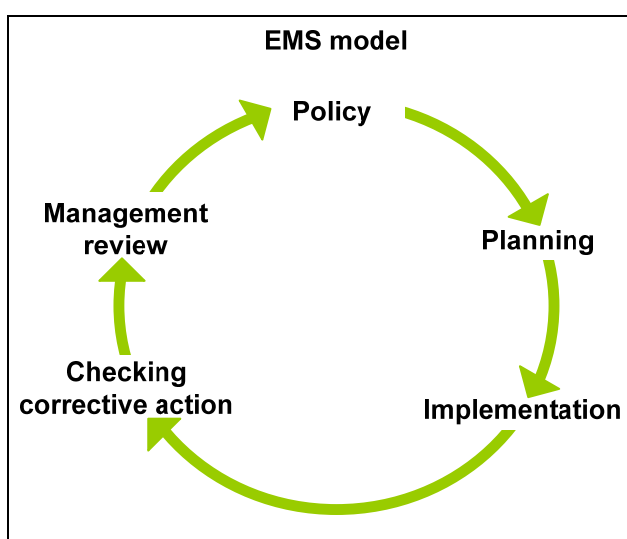 EMS model
Policy
Planning
Implementation
Checking
corrective action
Management
review